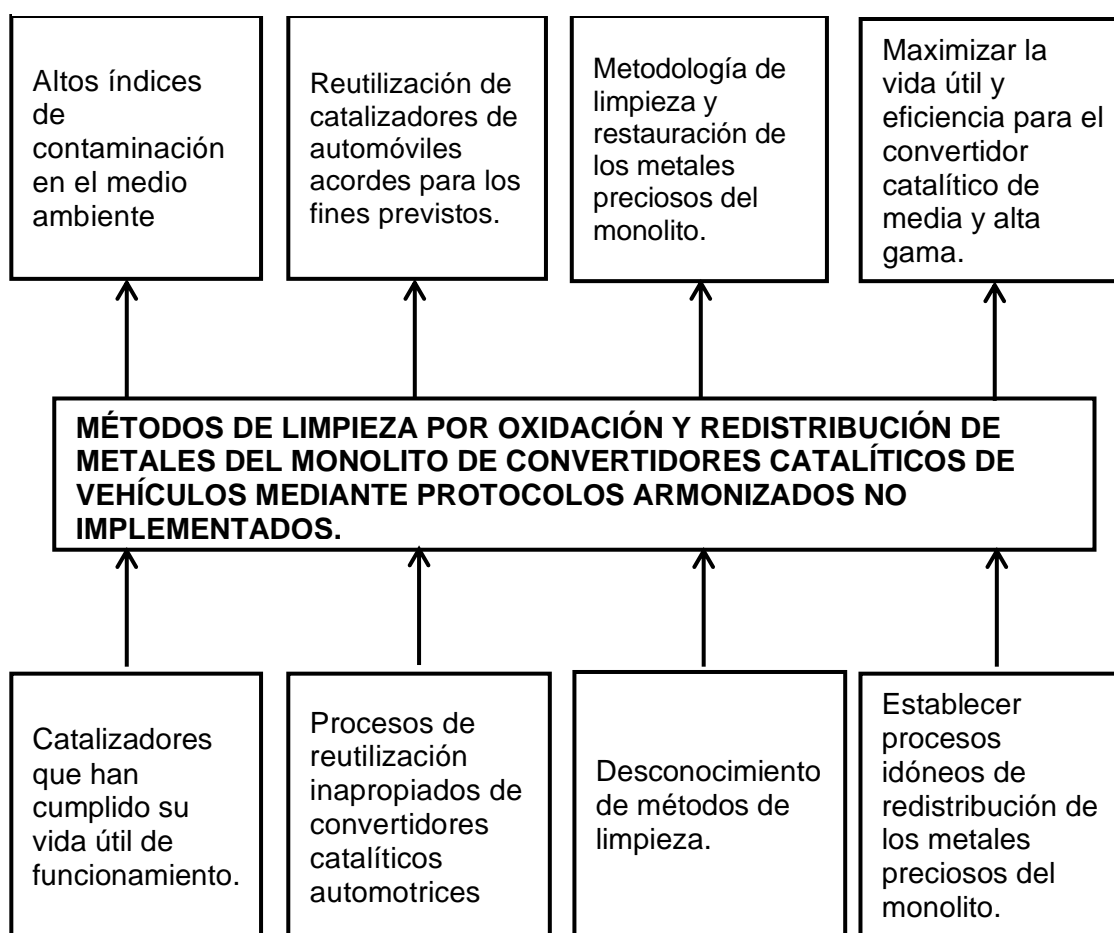 Altos índices
de
contaminación
en el medio
ambiente
Reutilización de
catalizadores de
automóviles
acordes para los
fines previstos.
Metodología de
limpieza y
restauración de
los metales
preciosos del
monolito.
Maximizar la
vida útil y
eficiencia para el
convertidor
catalítico de
media y alta
gama.
MÉTODOS DE LIMPIEZA POR OXIDACIÓN Y REDISTRIBUCIÓN DE
METALES DEL MONOLITO DE CONVERTIDORES CATALÍTICOS DE
VEHÍCULOS MEDIANTE PROTOCOLOS ARMONIZADOS NO
IMPLEMENTADOS.
Catalizadores
que han
cumplido su
vida útil de
funcionamiento.
Procesos de
reutilización
inapropiados de
convertidores
catalíticos
automotrices
Desconocimiento
de métodos de
limpieza.
Establecer
procesos
idóneos de
redistribución de
los metales
preciosos del
monolito.